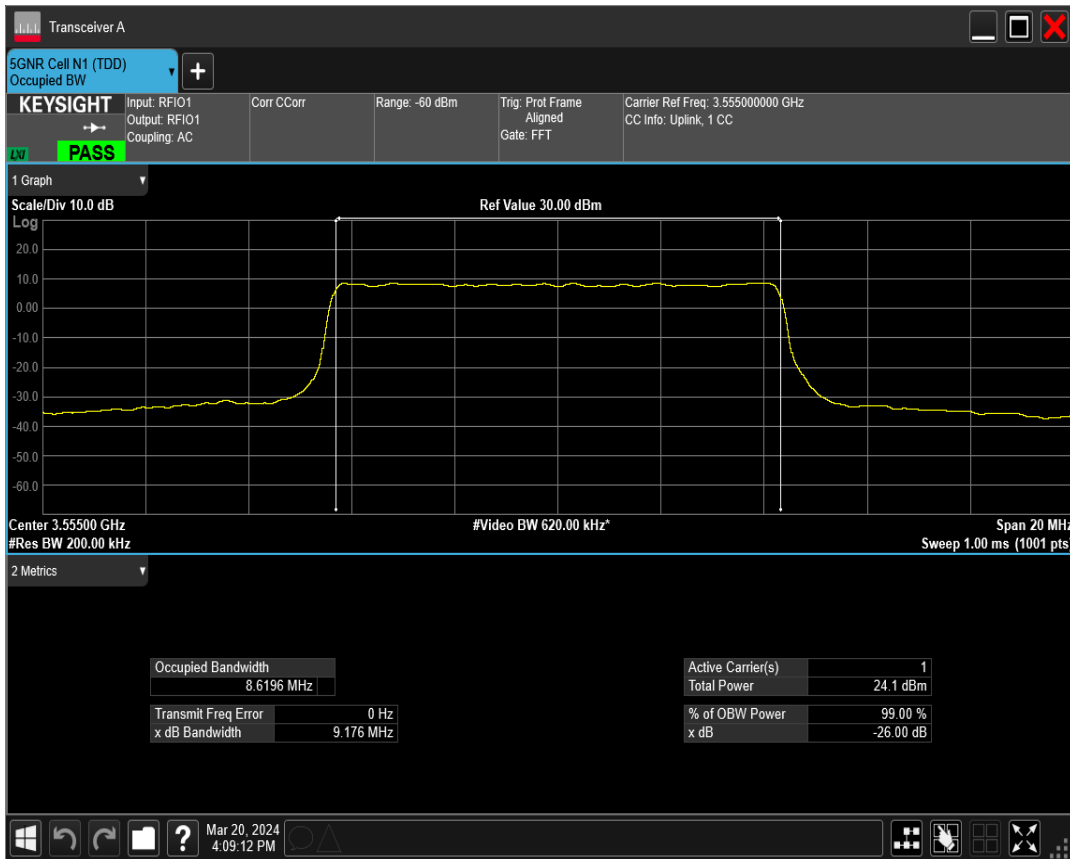 Transceiver A
5GNR Cell N1 (TDD)
Occupied BW
+
KEYSIGHT
LXI
PASS
Input: RFIO1
Output: RFIO1
Coupling: AC
Corr CCorr
Range: -60 dBm
Trig: Prot Frame
Aligned
Gate: FFT
Carrier Ref Freq: 3.555000000 GHz
CC Info: Uplink, 1 CC
1 Graph
Scale/Div 10.0 dB
Ref Value 30.00 dBm
Log
20.0
10.0
0.00
-10.0
-20.0
-30.0
-40.0
-50.0
-60.0
Center 3.55500 GHz
#Video BW 620.00 kHz*
Span 20 MHz
#Res BW 200.00 kHz
Sweep 1.00 ms (1001 pts)
2 Metrics
Occupied Bandwidth
8.6196 MHz
Transmit Freq Error 0 Hz
x dB Bandwidth 9.176 MHz
Active Carrier(s) 1
Total Power 24.1 dBm
% of OBW Power 99.00 %
x dB -26.00 dB
?
Mar 20, 2024
4:09:12 PM